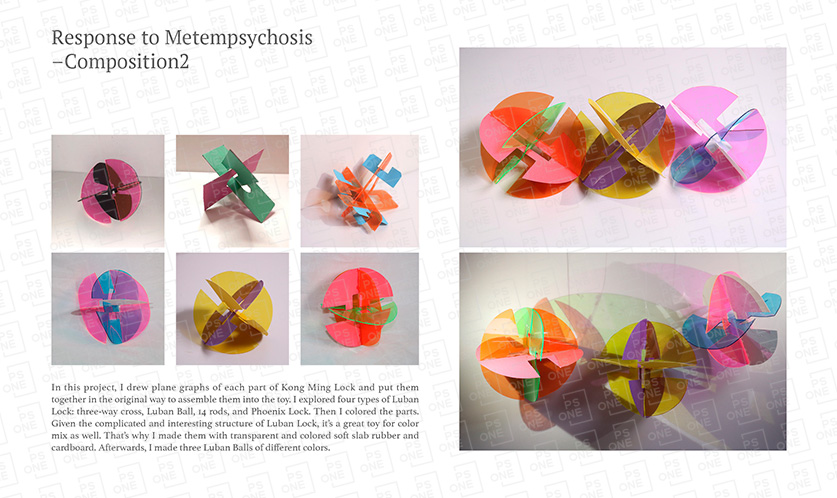 Response to Metempsychosis
–Composition2
In this project, I drew plane graphs of each part of Kong Ming Lock and put them
together in the original way to assemble them into the toy. I explored four types of Luban
Lock: three-way cross, Luban Ball, 14 rods, and Phoenix Lock. Then I colored the parts.
Given the complicated and interesting structure of Luban Lock, it's a great toy for color
mix as well. That's why I made them with transparent and colored soft slab rubber and
cardboard. Afterwards, I made three Luban Balls of different colors.
PS
ONE